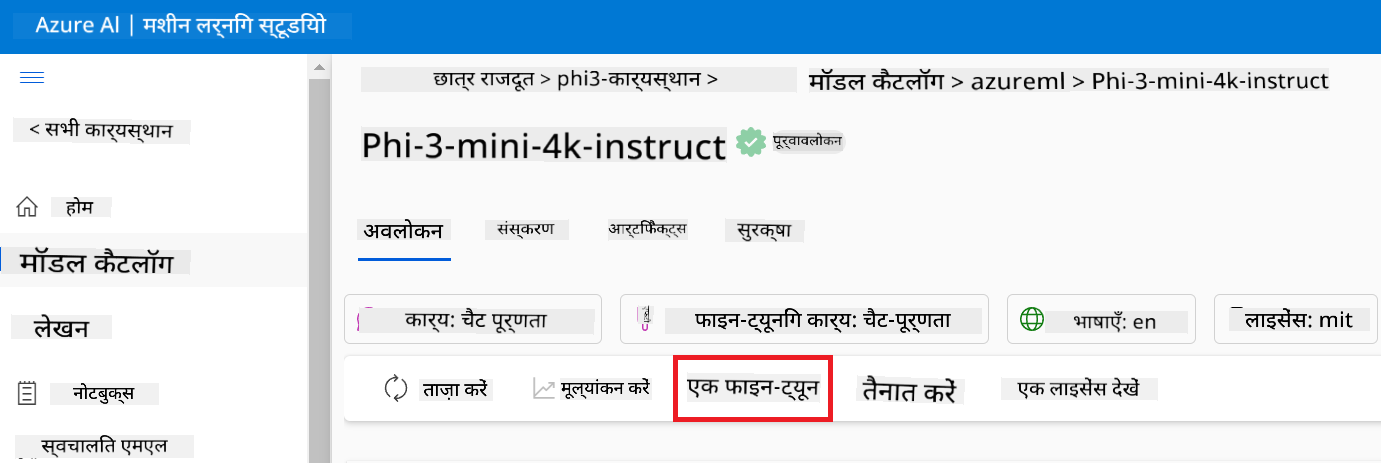 Azure AI | मशीन लर्निंग स्टूडियो
< सभी कार्यस्थान
होम
मॉडल कैटलॉग
लेखन
नोटबुक्स
स्वचालित एमएल
छात्र राजदूत > phi3-कार्यस्थान > मॉडल कैटलॉग > azureml > Phi-3-mini-4k-instruct
Phi-3-mini-4k-instruct पूर्वावलोकन
अवलोकन संस्करण आर्टिफैक्ट्स सुरक्षा
कार्य: चैट पूर्णता फाइन-ट्यूनिंग कार्य: चैट-पूर्णता भाषाएँ: en लाइसेंस: mit
ताज़ा करें मूल्यांकन करें एक फाइन-ट्यून तैनात करें एक लाइसेंस देखें